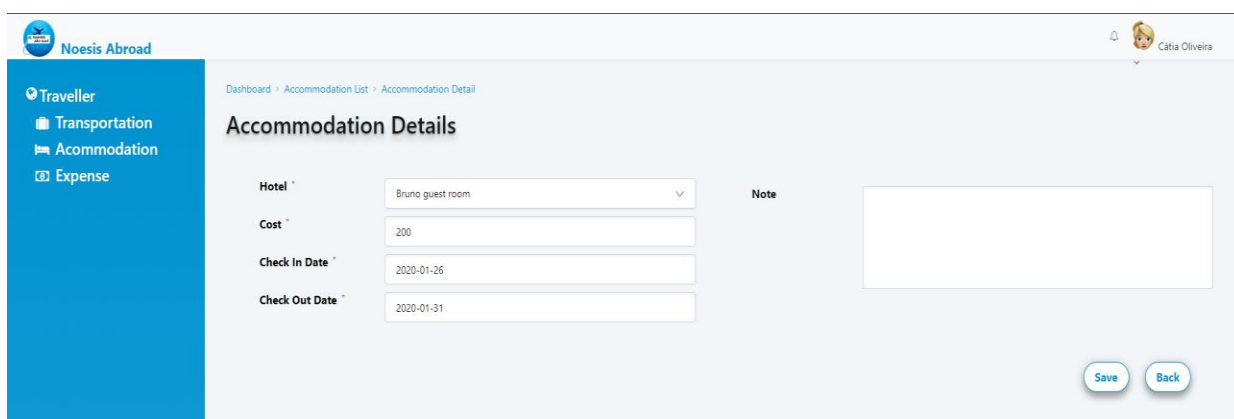 Noesis Abroad
Cátia Oliveira
Traveller
Transportation
Acommodation
Expense
Dashboard > Accommodation List > Accommodation Detail
Accommodation Details
Hotel *
Bruno guest room
Cost *
200
Check In Date *
2020-01-26
Check Out Date *
2020-01-31
Note
Save
Back